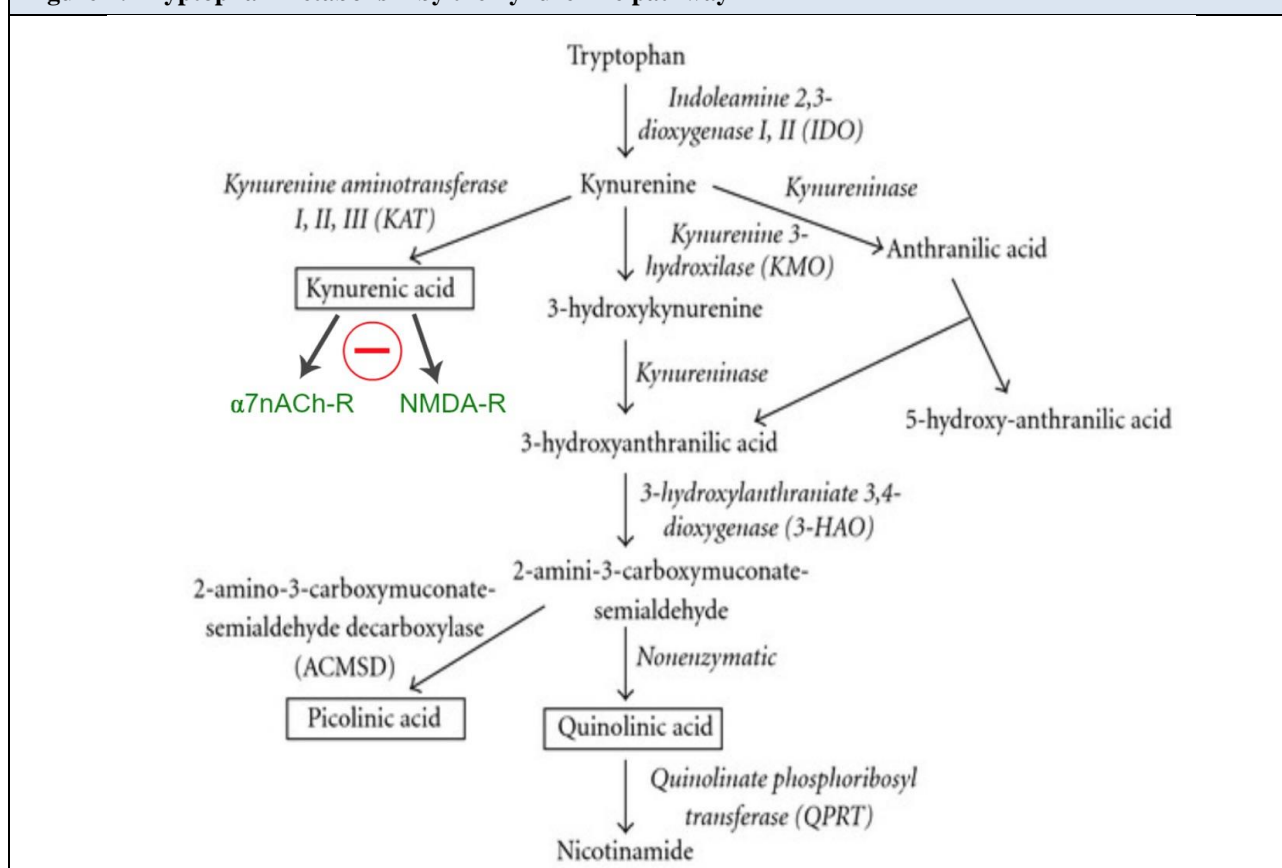 Tryptophan
Indoleamine 2,3-
dioxygenase I, II (IDO)
Kynurenine aminotransferase
I, II, III (KAT)
Kynurenine
Kynureninase
Kynurenine 3-
hydroxilase (KMO)
Anthranilic acid
Kynurenic acid
3-hydroxykynurenine
α7nACh-R
NMDA-R
Kynureninase
5-hydroxy-anthranilic acid
3-hydroxyanthranilic acid
3-hydroxylanthraniate 3,4-
dioxygenase (3-HAO)
2-amini-3-carboxymuconate-
semialdehyde
2-amino-3-carboxymuconate-
semialdehyde decarboxylase
(ACMSD)
Nonenzymatic
Picolinic acid
Quinolinic acid
Quinolinate phosphoribosyl
transferase (QPRT)
Nicotinamide